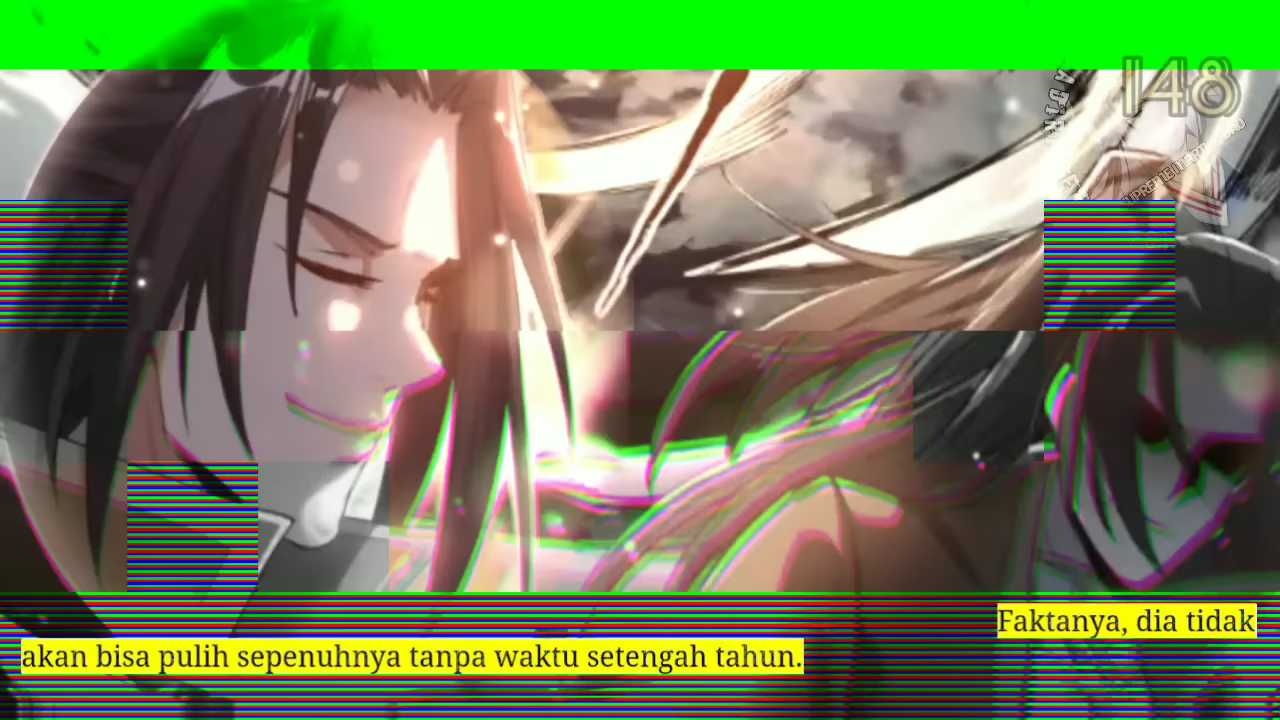 148
Faktanya, dia tidak
akan bisa pulih sepenuhnya tanpa waktu setengah tahun.